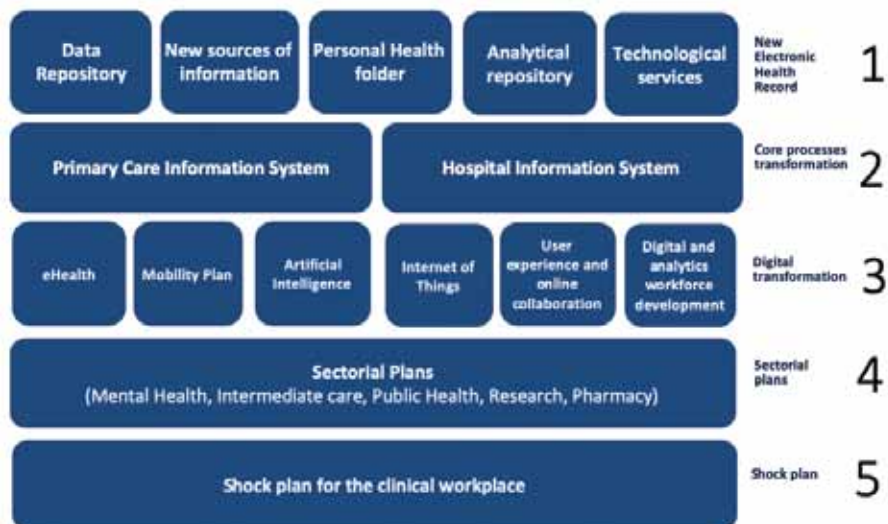 Data
Repository
New sources of
information
Personal Health
folder
Analytical
repository
Technological
services
New
Electronic
Health
Record
1
Primary Care Information System
Hospital Information System
Core processes
transformation
2
eHealth
Mobility Plan
Artificial
Intelligence
Internet of
Things
User
experience and
online
collaboration
Digital and
analytics
workforce
development
Digital
transformation
3
Sectorial Plans
(Mental Health, Intermediate care, Public Health, Research, Pharmacy)
Sectorial
plans
4
Shock plan for the clinical workplace
Shock plan
5